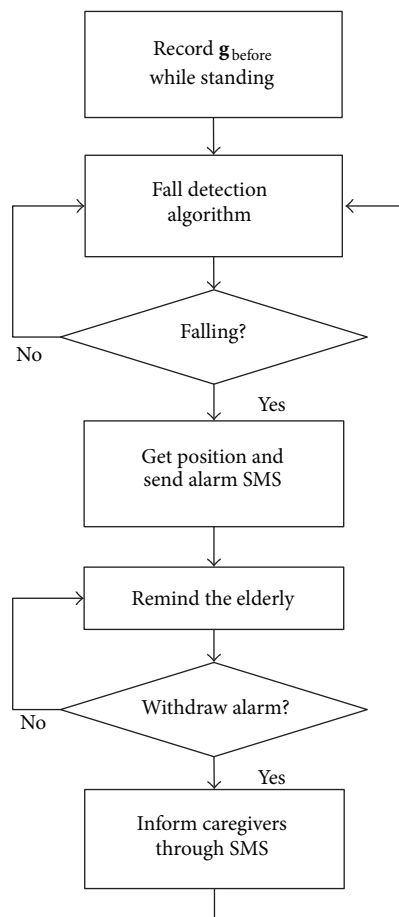 Record g before
while standing
Fall detection
algorithm
Falling?
No
Yes
Get position and
send alarm SMS
Remind the elderly
Withdraw alarm?
No
Yes
Inform caregivers
through SMS